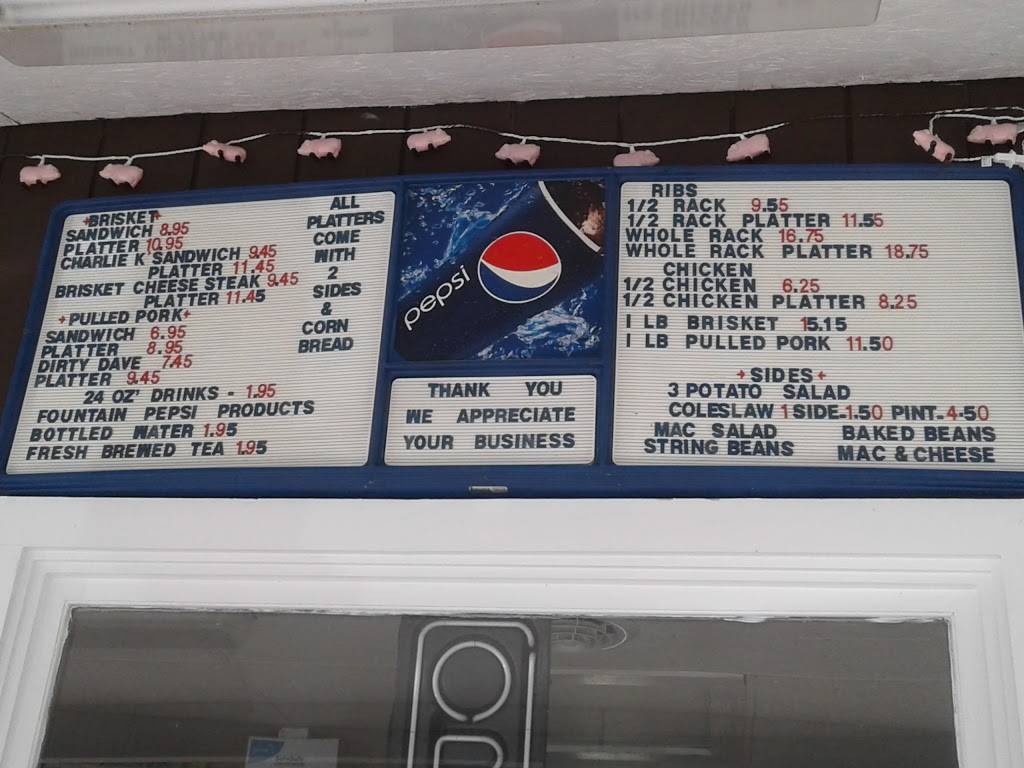 +BRISKET+
SANDWICH 8.95
PLATTER 10.95
CHARLIE K SANDWICH 9.45
PLATTER 11.45
BRISKET CHEESE STEAK 9.45
PLATTER 11.45
+PULLED PORK+
SANDWICH 6.95
PLATTER 8.95
DIRTY DAVE 7.45
PLATTER 9.45
24 OZ' DRINKS - 1.95
FOUNTAIN PEPSI PRODUCTS
BOTTLED WATER 1.95
FRESH BREWED TEA 1.95
ALL
PLATTERS
COME
WITH
2
SIDES
&
CORN
BREAD
pepsi
THANK YOU
WE APPRECIATE
YOUR BUSINESS
RIBS
1/2 RACK 9.55
1/2 RACK PLATTER 11.55
WHOLE RACK 16.75
WHOLE RACK PLATTER 18.75
CHICKEN
1/2 CHICKEN 6.25
1/2 CHICKEN PLATTER 8.25
1 LB BRISKET 15.15
1 LB PULLED PORK 11.50
+SIDES+
3 POTATO SALAD
COLESLAW 1 SIDE-1.50 PINT-4.50
MAC SALAD BAKED BEANS
STRING BEANS MAC & CHEESE